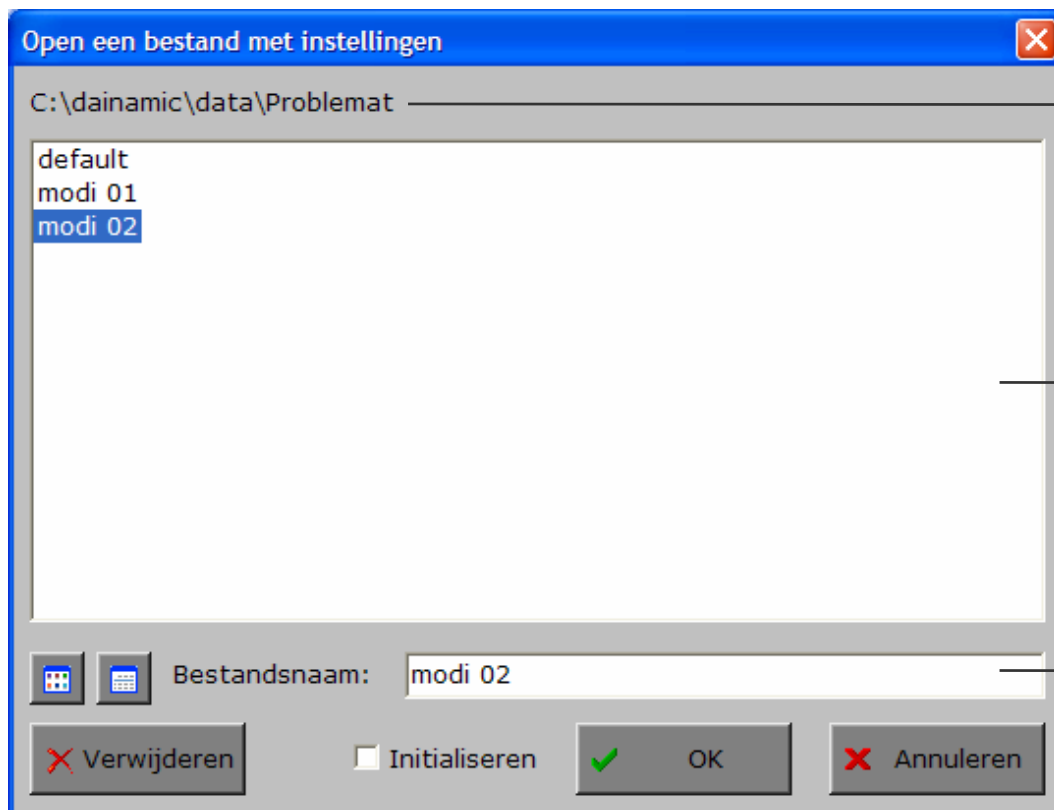 Open een bestand met instellingen
C:\dainamic\data\Problemat
default
modi 01
modi 02
Bestandsnaam: modi 02
Verwijderen Initialiseren OK Annuleren